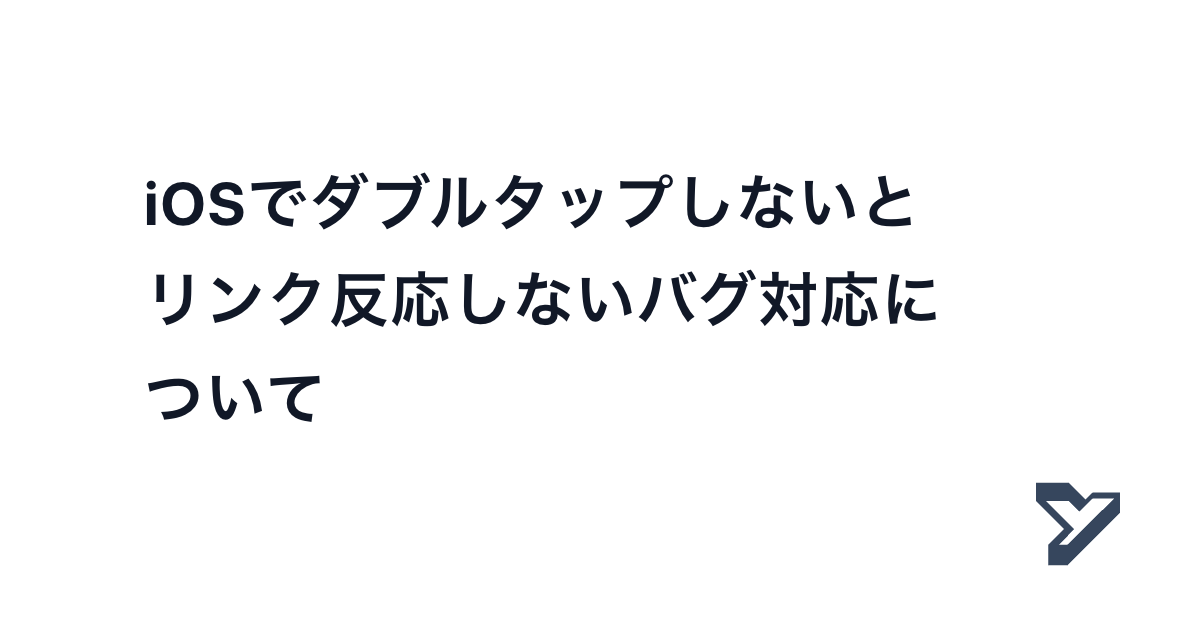 iOSでダブルタップしないと
リンク反応しないバグ対応に
ついて